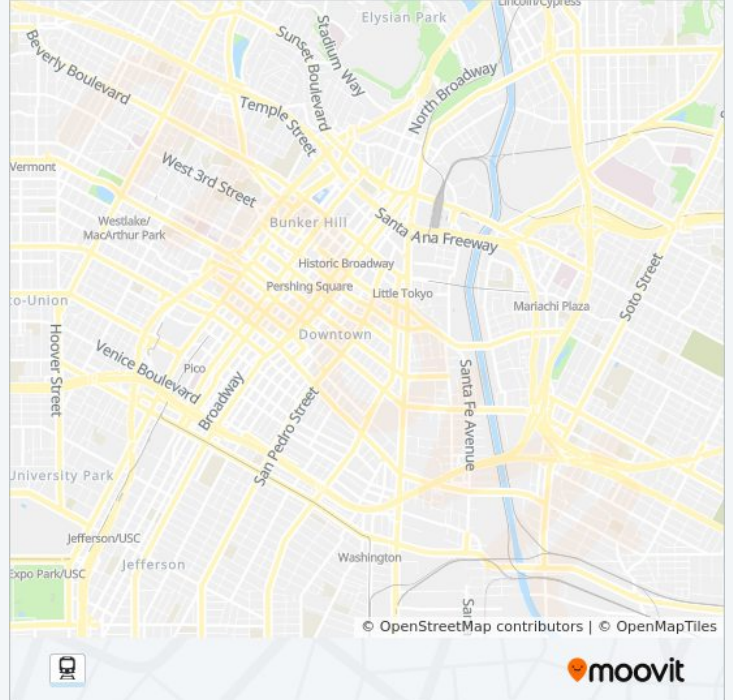 Lincoln/Cypress
Elysian Park
Stadium Way
Sunset Boulevard
Beverly Boulevard
North Broadway
Temple Street
Vermont
West 3rd Street
Westlake/
MacArthur Park
Bunker Hill
Santa Ana Freeway
Historic Broadway
Pershing Square
Little Tokyo
Mariachi Plaza
Soto Street
co-Union
Downtown
Hoover Street
Venice Boulevard
Pico
Broadway
San Pedro Street
Santa Fe Avenue
University Park
Jefferson/USC
Jefferson
Washington
Expo Park/USC
© OpenStreetMap contributors | © OpenMapTiles
moovit